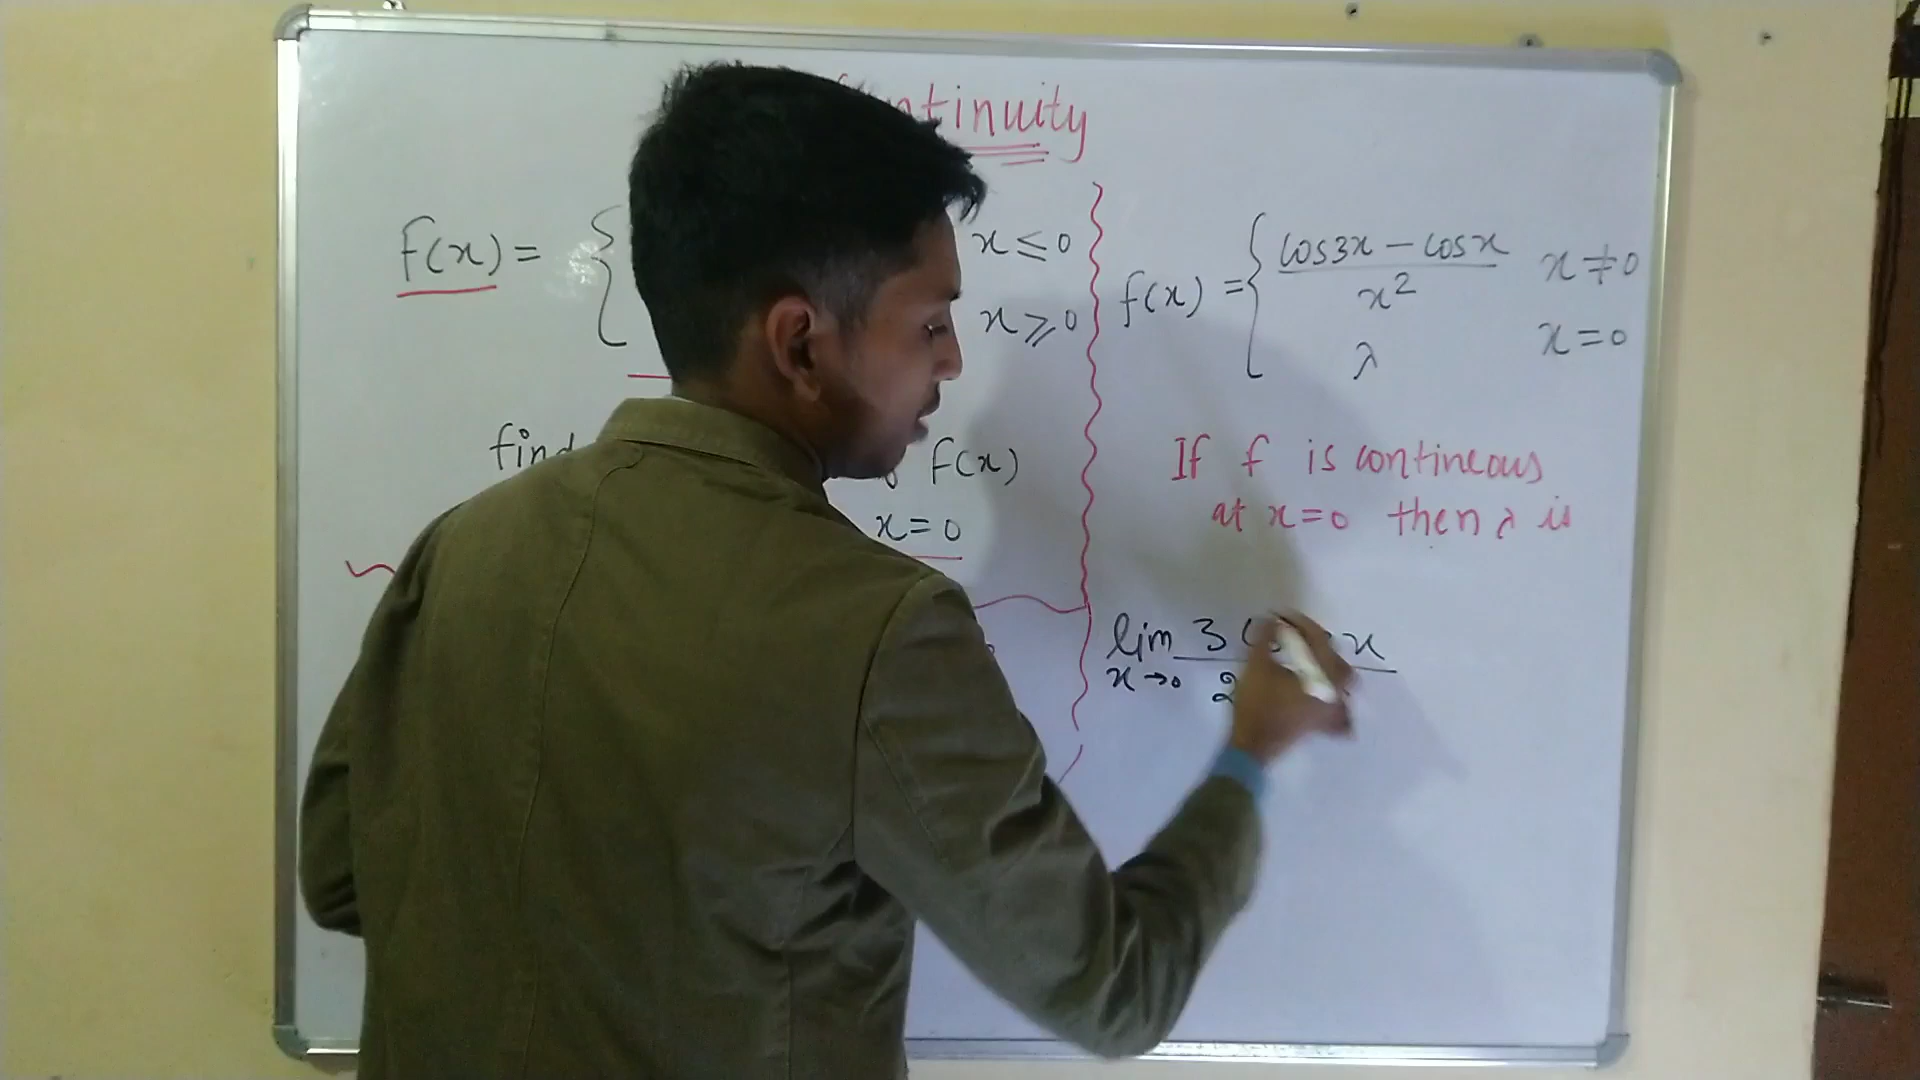 ntinuity
f(x) = { x ≤ 0
x ⩾ 0
find f(x)
x=0
f(x) = { cos3x – cosx / x² x ≠ 0
λ x=0
If f is contineous
at x=0 then λ is
lim 3 x
x→0 2